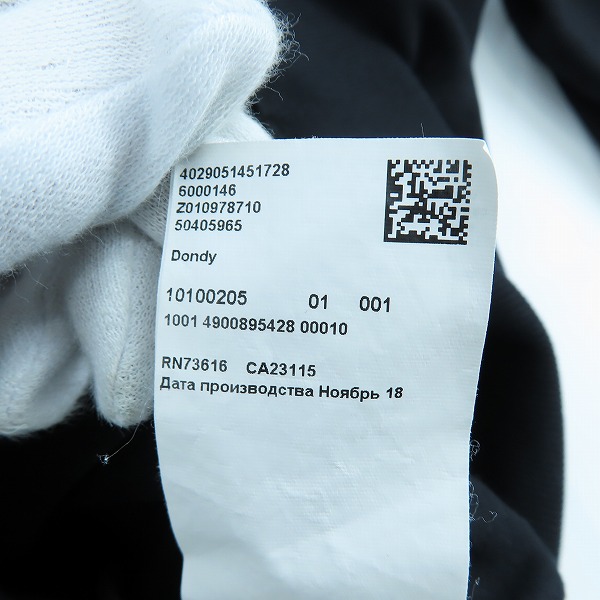 4029051451728
6000146
Z010978710
50405965
Dondy
10100205 01 001
1001 4900895428 00010
RN73616 CA23115
Дата производства Ноябрь 18